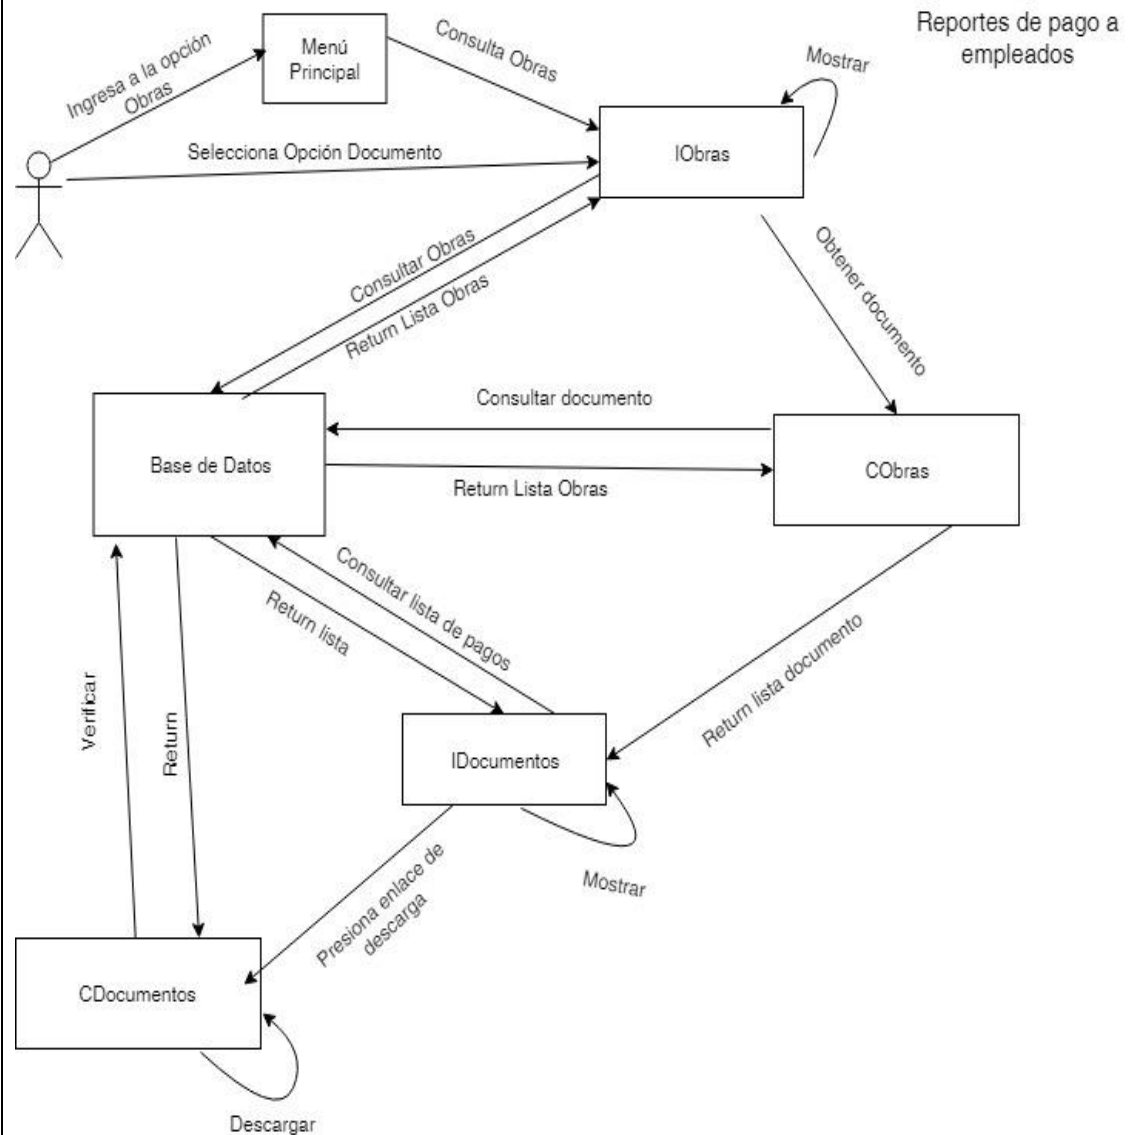 Reportes de pago a
empleados
Menú
Principal
Ingresa a la opción
Obras
Consulta Obras
Mostrar
Selecciona Opción Documento
IObras
Consultar Obras
Return Lista Obras
Obtener documento
Consultar documento
Base de Datos
CObras
Return Lista Obras
Consultar lista de pagos
Return lista
Return lista documento
Verificar
Return
IDocumentos
Mostrar
Presiona enlace de
descarga
CDocumentos
Descargar